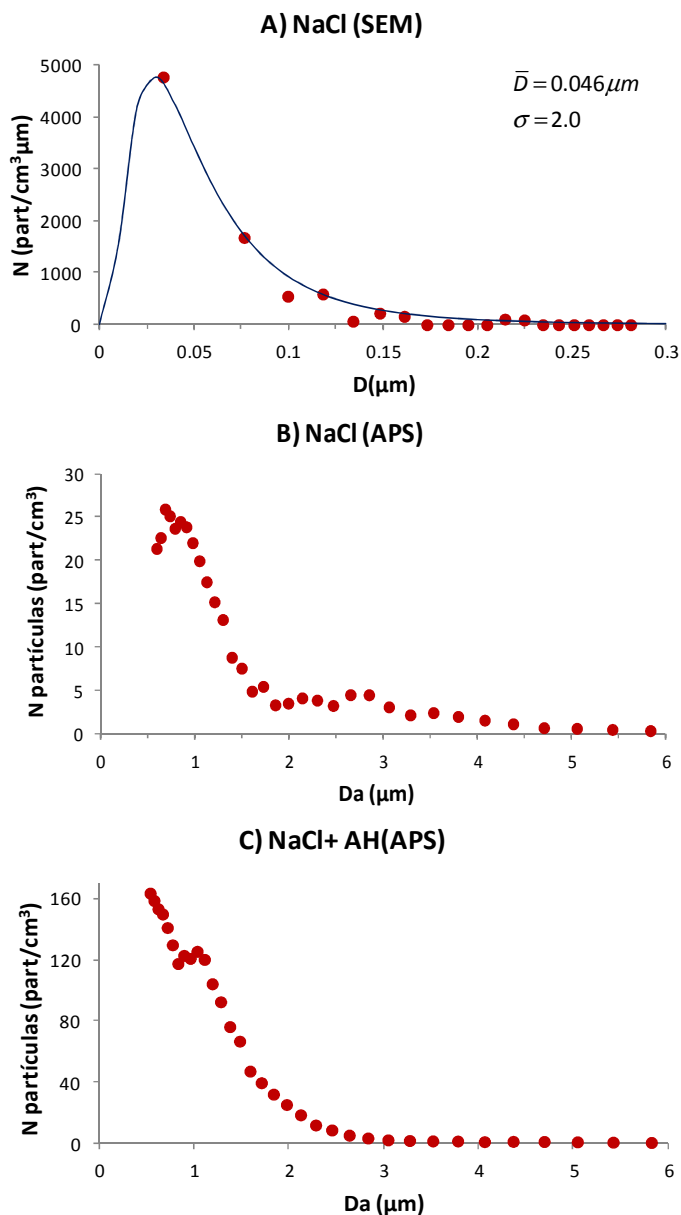 A) NaCl (SEM)
N (part/cm³µm)
5000
4000
3000
2000
1000
0
D̅ = 0.046 µm
σ = 2.0
0 0.05 0.1 0.15 0.2 0.25 0.3
D(µm)
B) NaCl (APS)
N partículas (part/cm³)
30
25
20
15
10
5
0
0 1 2 3 4 5 6
Da (µm)
C) NaCl+ AH(APS)
N partículas (part/cm³)
160
120
80
40
0
0 1 2 3 4 5 6
Da (µm)